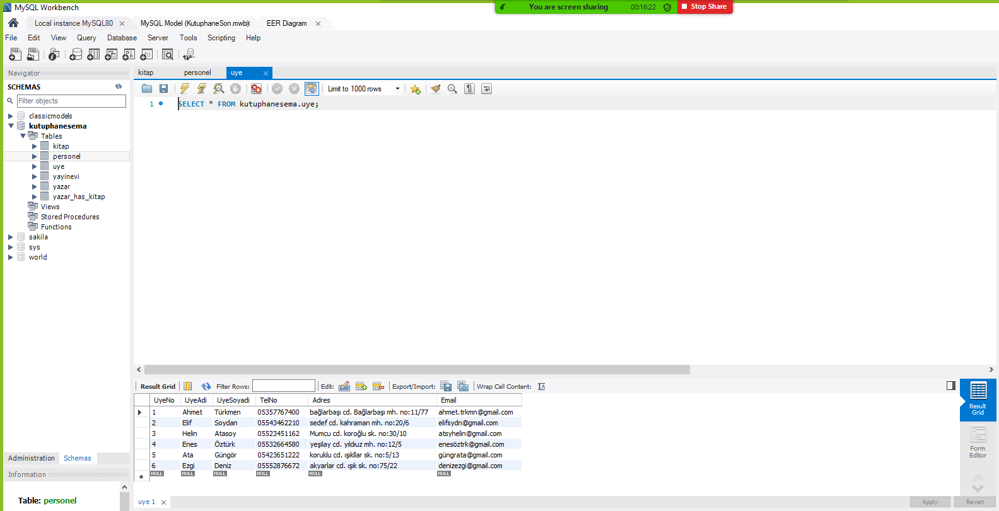 MySQL Workbench
You are screen sharing 00:16:22 Stop Share
Local instance MySQL80 MySQL Model (KutuphaneSon.mwb) EER Diagram
File Edit View Query Database Server Tools Scripting Help
Navigator
SCHEMAS
Filter objects
classicmodels
kutuphanesema
Tables
kitap
personel
uye
yayinevi
yazar
yazar_has_kitap
Views
Stored Procedures
Functions
sakila
sys
world
Administration Schemas
Information
Table: personel
kitap personel uye
Limit to 1000 rows
1 SELECT * FROM kutuphanesema.uye;
Result Grid Filter Rows: Edit: Export/Import: Wrap Cell Content:
UyeNo UyeAdi UyeSoyadi TelNo Adres Email
1 Ahmet Türkmen 05357767400 bağlarbaşı cd. Bağlarbaşı mh. no:11/77 ahmet.trkmn@gmail.com
2 Elif Soydan 05543462210 sedef cd. kahraman mh. no:20/6 elifsydn@gmail.com
3 Helin Atasoy 05523451162 Mumcu cd. koroğlu sk. no:30/10 atsyhelin@gmail.com
4 Enes Öztürk 05532664580 yeşilay cd. yıldıuz mh. no:12/5 enesöztrk@gmail.com
5 Ata Güngör 05423651222 koruklu cd. ışıkllar sk. no:5/13 güngrata@gmail.com
6 Ezgi Deniz 05552876672 akyarlar cd. ışık sk. no:75/22 denizezgi@gmail.com
NULL NULL NULL NULL NULL NULL
Result
Grid
Form
Editor
uye 1
Apply Revert